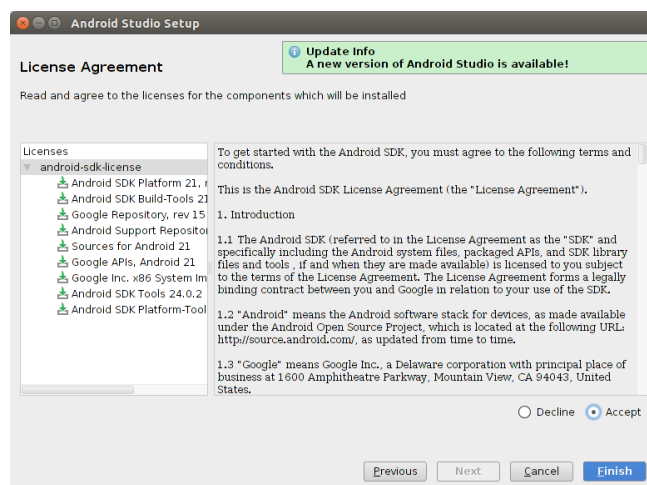 Android Studio Setup
Update Info
A new version of Android Studio is available!
License Agreement
Read and agree to the licenses for the components which will be installed
Licenses
android-sdk-license
Android SDK Platform 21, r
Android SDK Build-Tools 21
Google Repository, rev 15
Android Support Reposito
Sources for Android 21
Google APIs, Android 21
Google Inc. x86 System Im
Android SDK Tools 24.0.2
Android SDK Platform-Tool
To get started with the Android SDK, you must agree to the following terms and
conditions.
This is the Android SDK License Agreement (the "License Agreement").
1. Introduction
1.1 The Android SDK (referred to in the License Agreement as the "SDK" and
specifically including the Android system files, packaged APIs, and SDK library
files and tools , if and when they are made available) is licensed to you subject
to the terms of the License Agreement. The License Agreement forms a legally
binding contract between you and Google in relation to your use of the SDK.
1.2 "Android" means the Android software stack for devices, as made available
under the Android Open Source Project, which is located at the following URL:
http://source.android.com/, as updated from time to time.
1.3 "Google" means Google Inc., a Delaware corporation with principal place of
business at 1600 Amphitheatre Parkway, Mountain View, CA 94043, United
States.
Decline Accept
Previous Next Cancel Finish